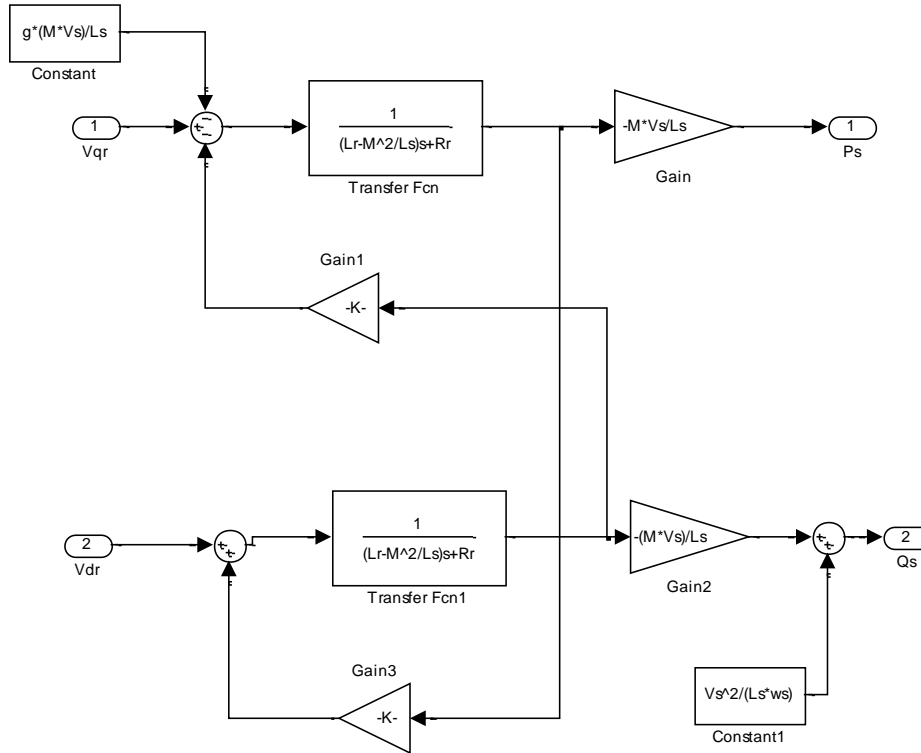 g*(M*Vs)/Ls
Constant
1
Vqr
1
(Lr-M^2/Ls)s+Rr
Transfer Fcn
-M*Vs/Ls
Gain
1
Ps
Gain1
-K-
2
Vdr
1
(Lr-M^2/Ls)s+Rr
Transfer Fcn1
-(M*Vs)/Ls
Gain2
2
Qs
Gain3
-K-
Vs^2/(Ls*ws)
Constant1